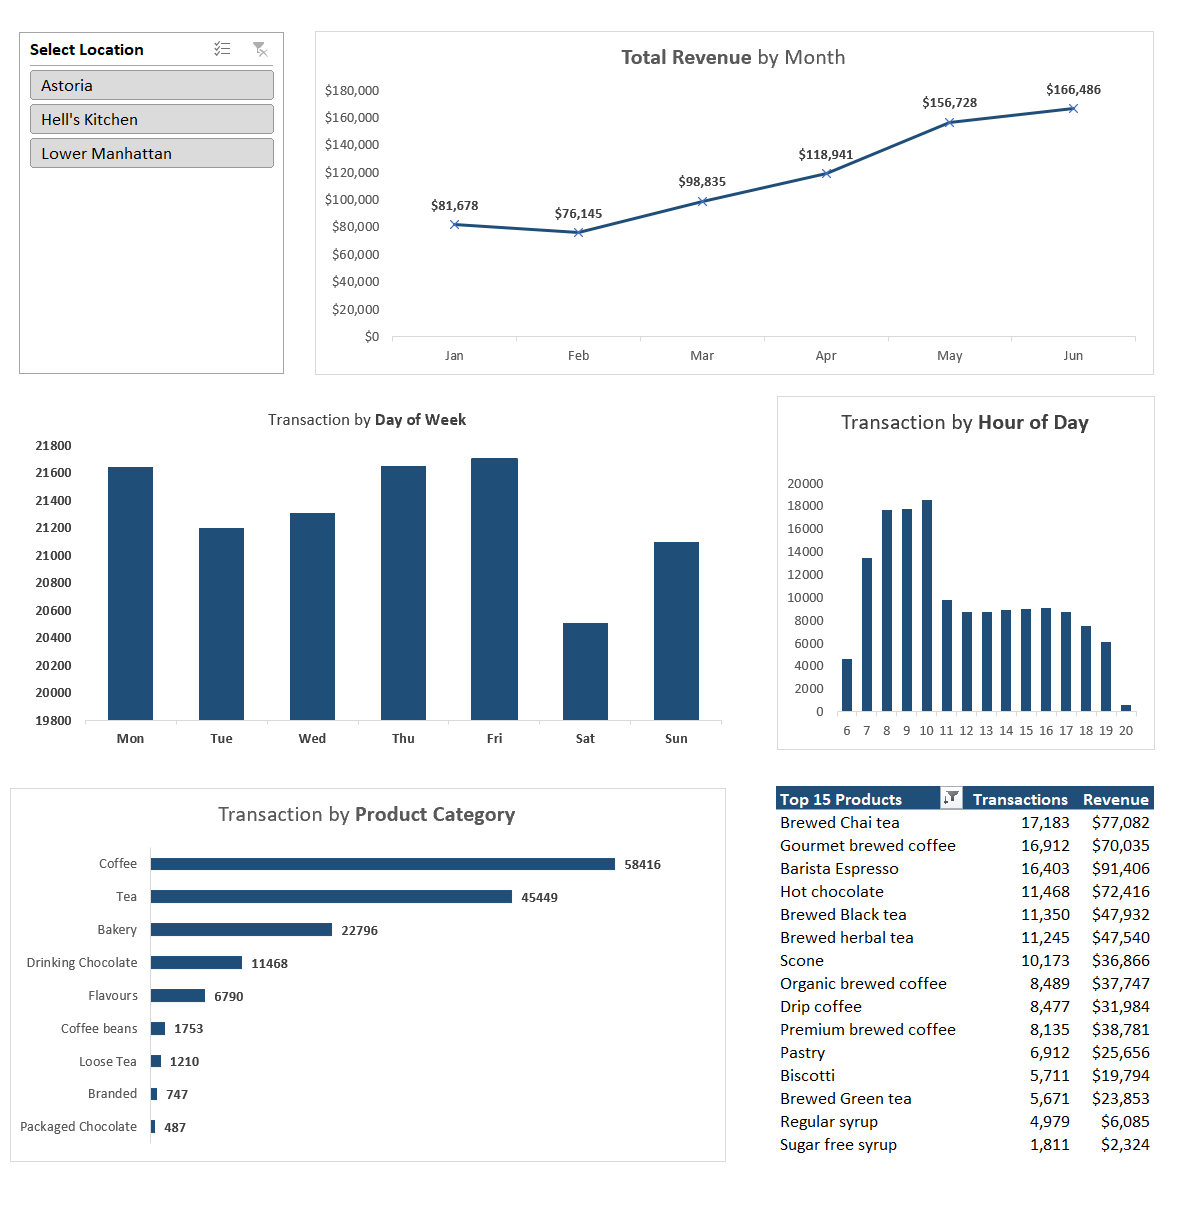 Select Location
Astoria
Hell's Kitchen
Lower Manhattan
Total Revenue by Month
$180,000
$160,000
$140,000
$120,000
$100,000
$80,000
$60,000
$40,000
$20,000
$0
$81,678
$76,145
$98,835
$118,941
$156,728
$166,486
Jan Feb Mar Apr May Jun
Transaction by Day of Week
21800
21600
21400
21200
21000
20800
20600
20400
20200
20000
19800
Mon Tue Wed Thu Fri Sat Sun
Transaction by Hour of Day
20000
18000
16000
14000
12000
10000
8000
6000
4000
2000
0
6 7 8 9 10 11 12 13 14 15 16 17 18 19 20
Transaction by Product Category
Coffee 58416
Tea 45449
Bakery 22796
Drinking Chocolate 11468
Flavours 6790
Coffee beans 1753
Loose Tea 1210
Branded 747
Packaged Chocolate 487
Top 15 Products Transactions Revenue
Brewed Chai tea 17,183 $77,082
Gourmet brewed coffee 16,912 $70,035
Barista Espresso 16,403 $91,406
Hot chocolate 11,468 $72,416
Brewed Black tea 11,350 $47,932
Brewed herbal tea 11,245 $47,540
Scone 10,173 $36,866
Organic brewed coffee 8,489 $37,747
Drip coffee 8,477 $31,984
Premium brewed coffee 8,135 $38,781
Pastry 6,912 $25,656
Biscotti 5,711 $19,794
Brewed Green tea 5,671 $23,853
Regular syrup 4,979 $6,085
Sugar free syrup 1,811 $2,324